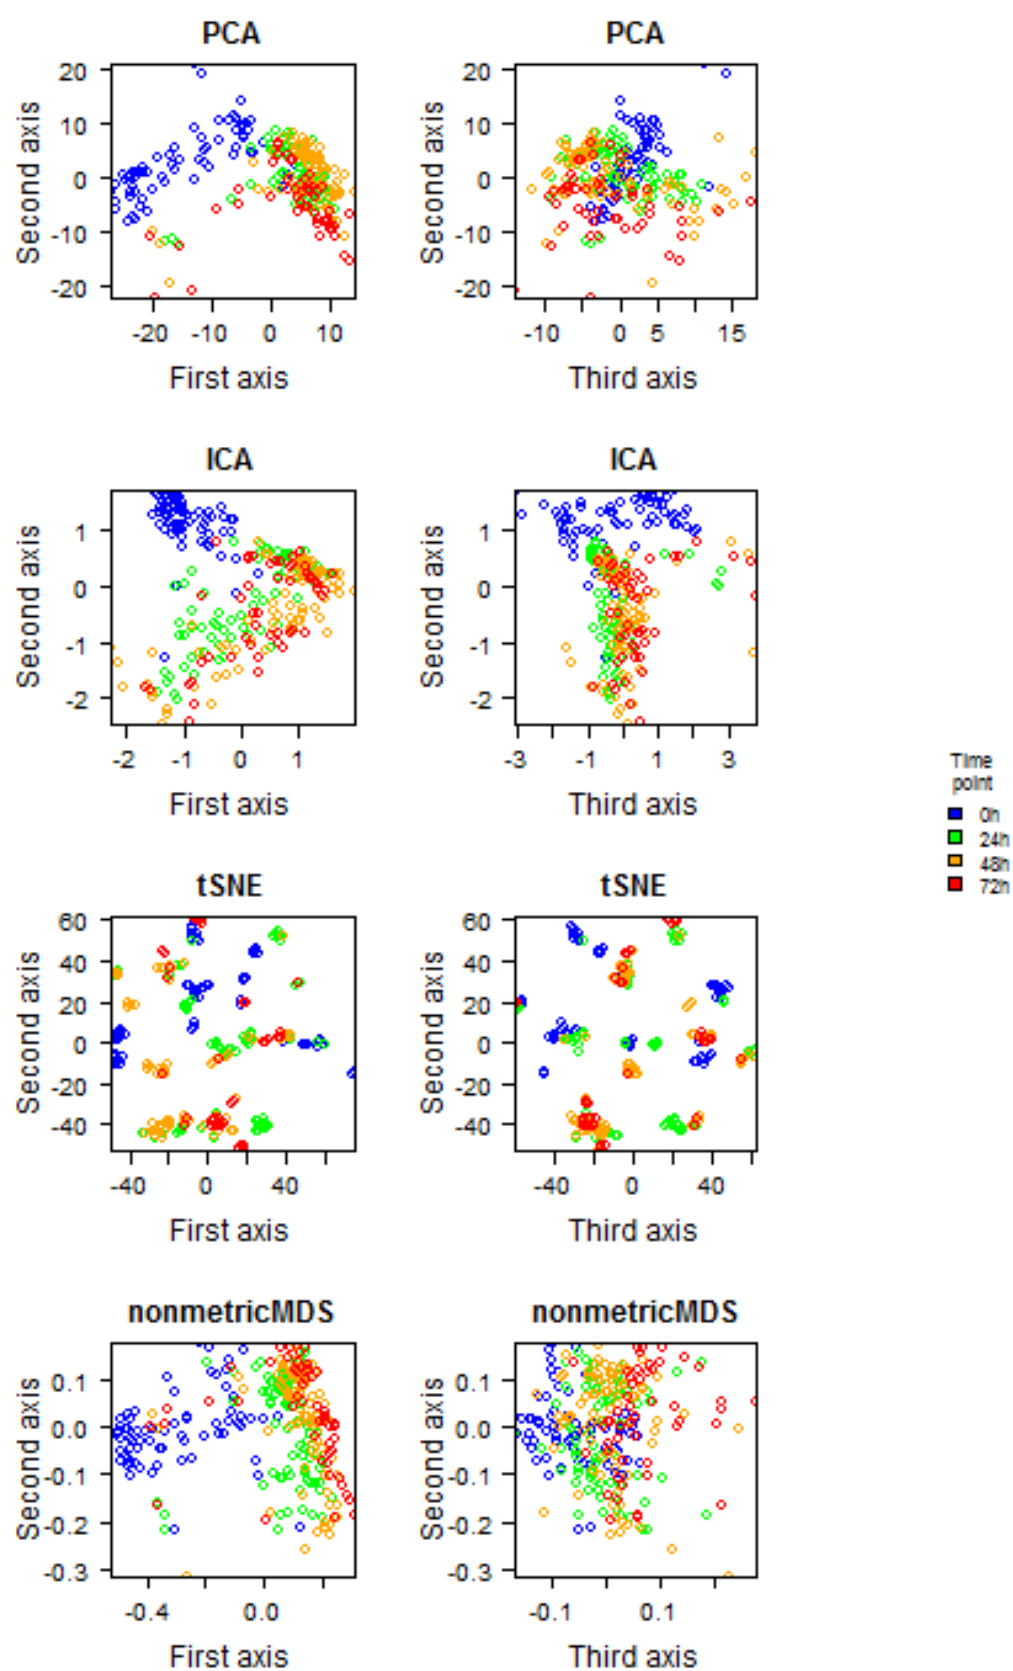 PCA PCA
20 20
10 10
0 0
-10 -10
-20 -20
Second axis Second axis
-20 -10 0 10 -10 0 5 15
First axis Third axis
ICA ICA
1 1
0 0
-1 -1
-2 -2
Second axis Second axis
-2 -1 0 1 -3 -1 1 3
First axis Third axis
Time
point
0h
24h
48h
72h
tSNE tSNE
60 60
40 40
20 20
0 0
-20 -20
-40 -40
Second axis Second axis
-40 0 40 -40 0 40
First axis Third axis
nonmetricMDS nonmetricMDS
0.1 0.1
0.0 0.0
-0.1 -0.1
-0.2 -0.2
-0.3 -0.3
Second axis Second axis
-0.4 0.0 -0.1 0.1
First axis Third axis